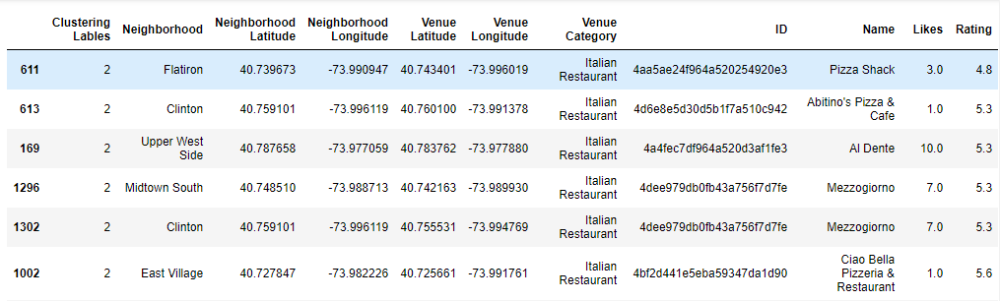 Clustering Lables Neighborhood Neighborhood Latitude Neighborhood Longitude Venue Latitude Venue Longitude Venue Category ID Name Likes Rating
611 2 Flatiron 40.739673 -73.990947 40.743401 -73.996019 Italian Restaurant 4aa5ae24f964a520254920e3 Pizza Shack 3.0 4.8
613 2 Clinton 40.759101 -73.996119 40.760100 -73.991378 Italian Restaurant 4d6e8e5d30d5b1f7a510c942 Abitino's Pizza & Cafe 1.0 5.3
169 2 Upper West Side 40.787658 -73.977059 40.783762 -73.977880 Italian Restaurant 4a4fec7df964a520d3af1fe3 Al Dente 10.0 5.3
1296 2 Midtown South 40.748510 -73.988713 40.742163 -73.989930 Italian Restaurant 4dee979db0fb43a756f7d7fe Mezzogiorno 7.0 5.3
1302 2 Clinton 40.759101 -73.996119 40.755531 -73.994769 Italian Restaurant 4dee979db0fb43a756f7d7fe Mezzogiorno 7.0 5.3
1002 2 East Village 40.727847 -73.982226 40.725661 -73.991761 Italian Restaurant 4bf2d441e5eba59347da1d90 Ciao Bella Pizzeria & Restaurant 1.0 5.6